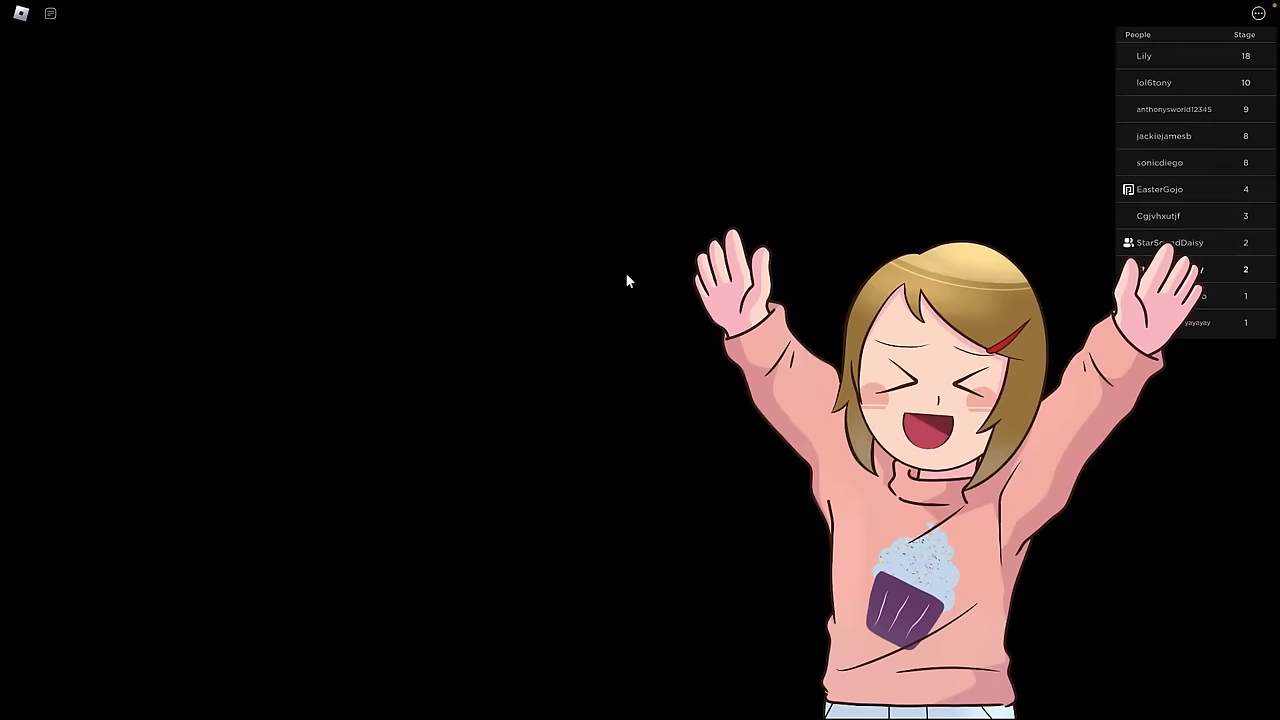 People Stage
Lily 18
lol6tony 10
anthonysworld12345 9
jackiejamesb 8
sonicdiego 8
EasterGojo 4
Cgjvhxutjf 3
2
2
1
yayayay 1